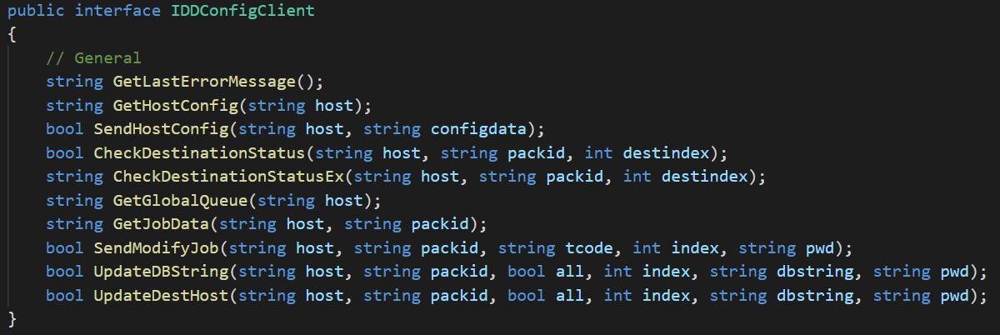 public interface IDDConfigClient
{
// General
string GetLastErrorMessage();
string GetHostConfig(string host);
bool SendHostConfig(string host, string configdata);
bool CheckDestinationStatus(string host, string packid, int destindex);
string CheckDestinationStatusEx(string host, string packid, int destindex);
string GetGlobalQueue(string host);
string GetJobData(string host, string packid);
bool SendModifyJob(string host, string packid, string tcode, int index, string pwd);
bool UpdateDBString(string host, string packid, bool all, int index, string dbstring, string pwd);
bool UpdateDestHost(string host, string packid, bool all, int index, string dbstring, string pwd);
}